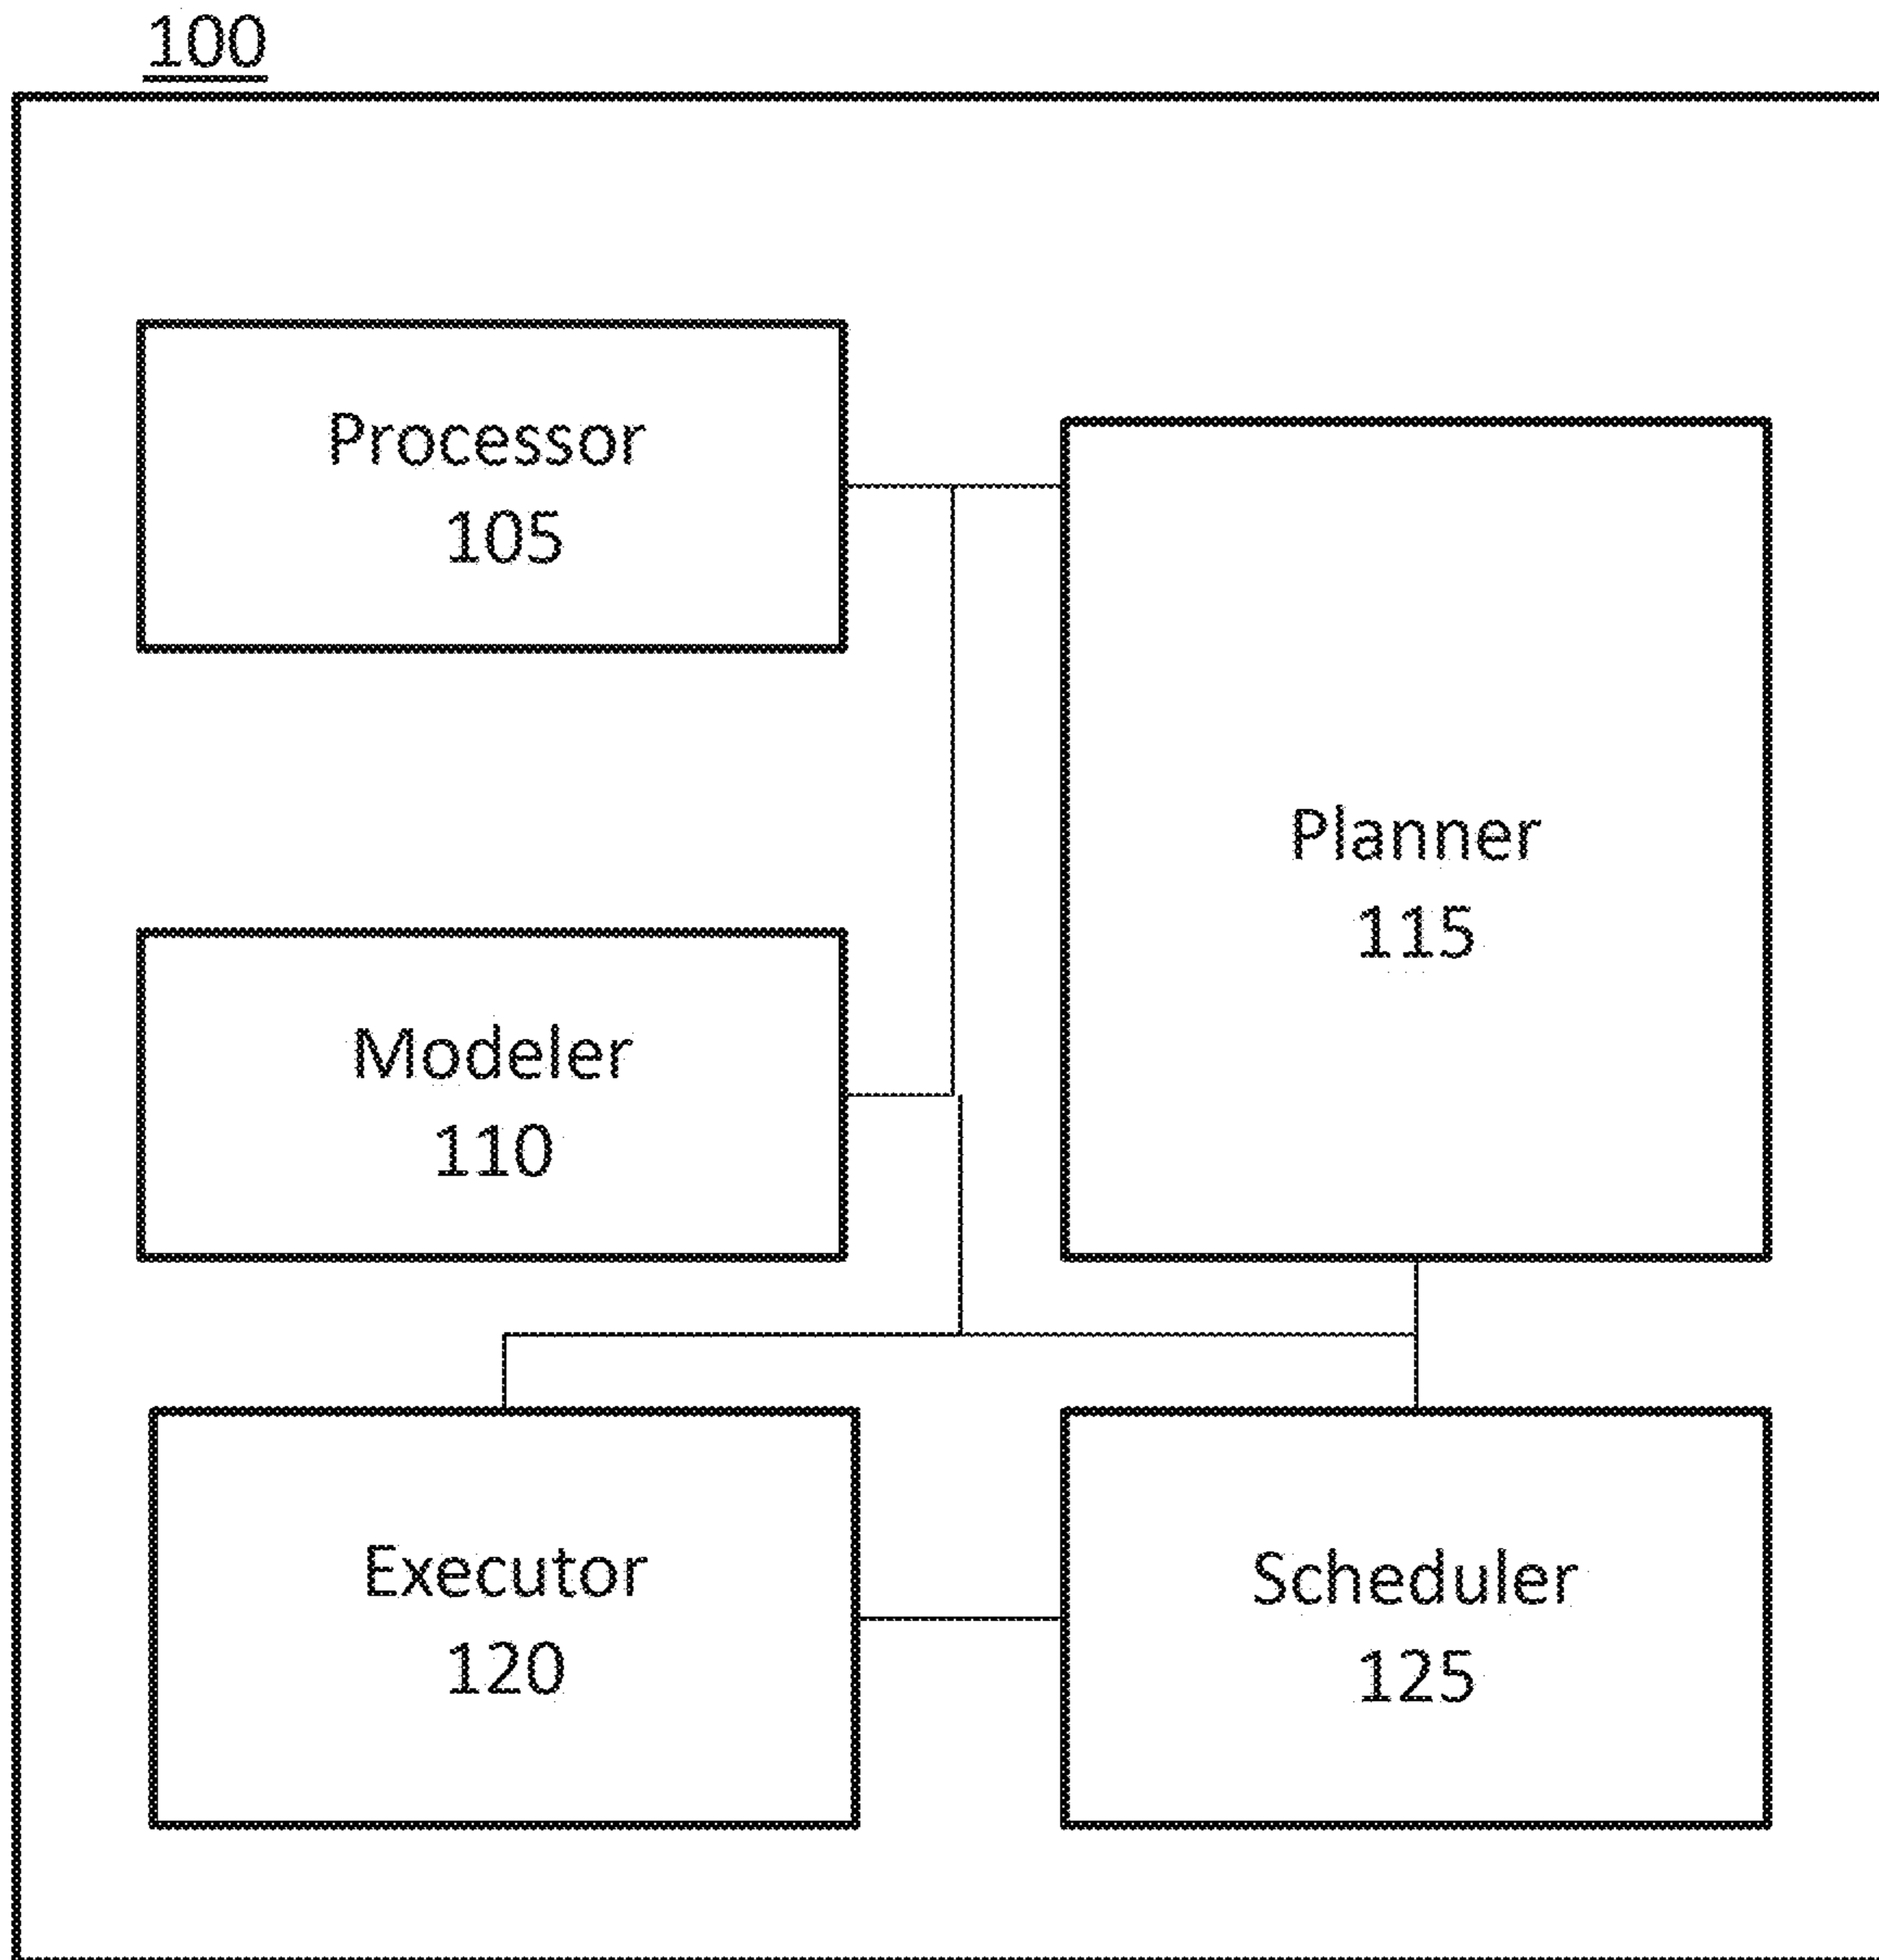 100
Processor
105
Planner
115
Modeler
110
Executor
120
Scheduler
125